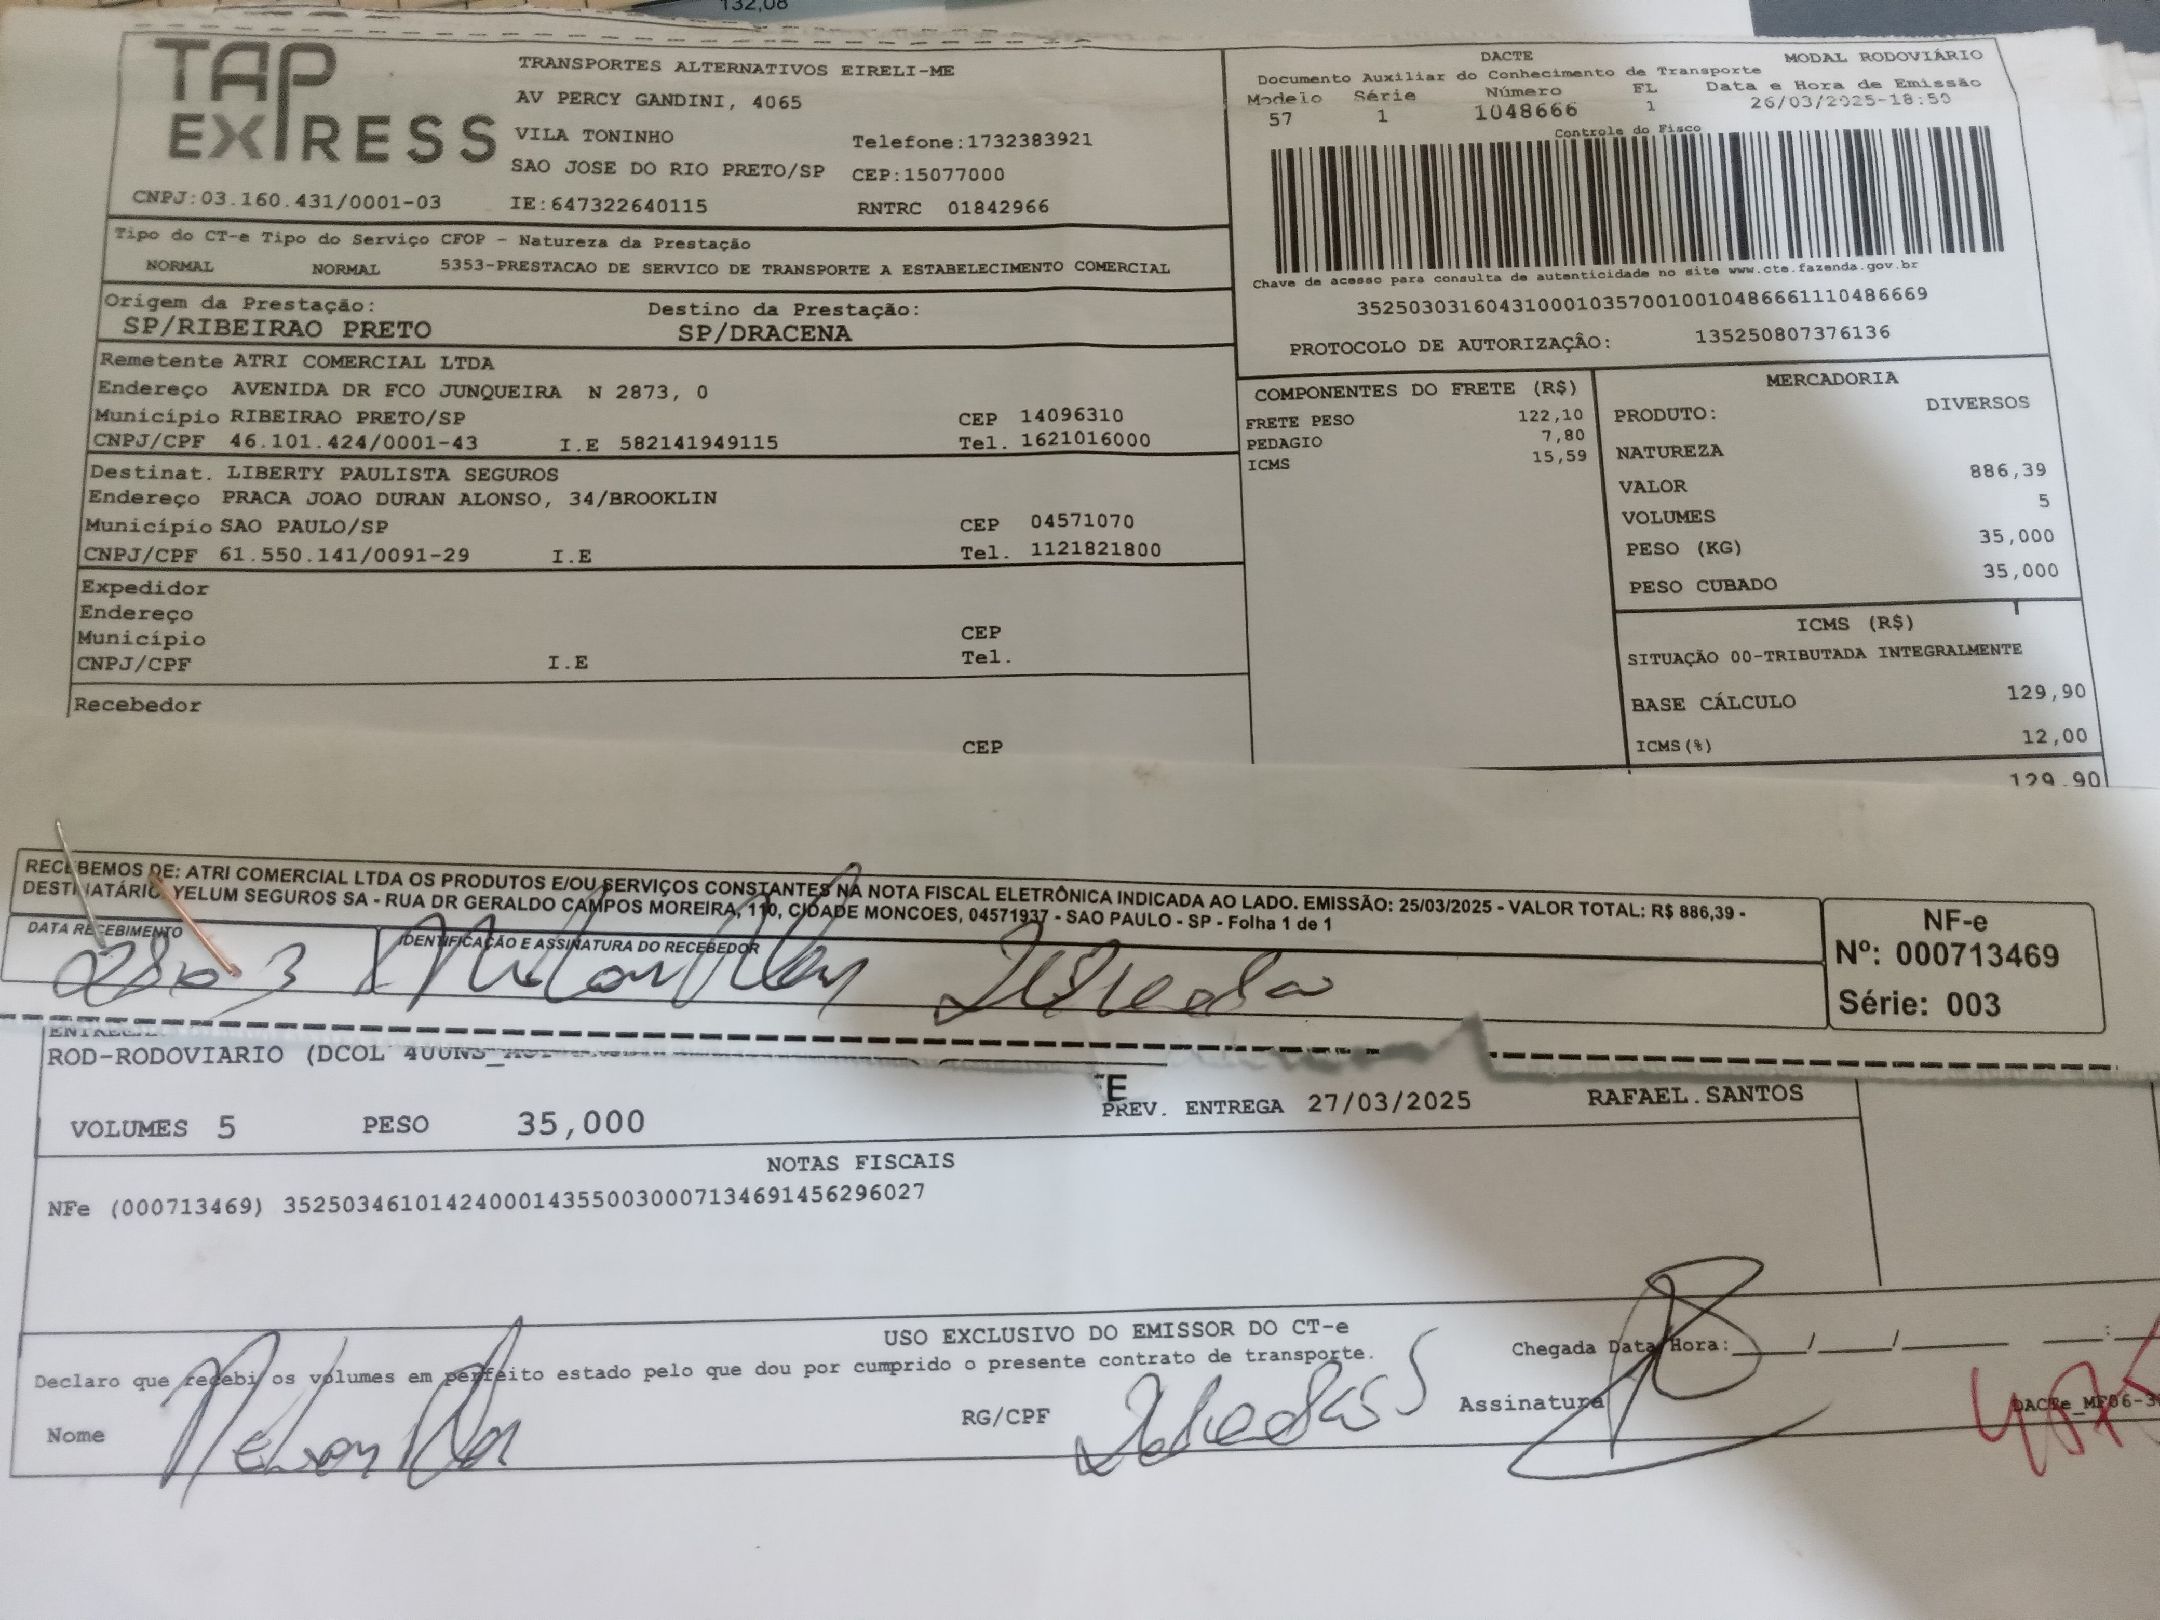 132,08
TAP EXPRESS
TRANSPORTES ALTERNATIVOS EIRELI-ME
AV PERCY GANDINI, 4065
VILA TONINHO Telefone:1732383921
SAO JOSE DO RIO PRETO/SP CEP:15077000
CNPJ:03.160.431/0001-03 IE:647322640115 RNTRC 01842966
DACTE MODAL RODOVIÁRIO
Documento Auxiliar do Conhecimento de Transporte
Modelo Série Número FL Data e Hora de Emissão
57 1 1048666 1 26/03/2025-18:50
Controle do Fisco
Chave de acesso para consulta de autenticidade no site www.cte.fazenda.gov.br
35250303160431000103570010010486661110486669
PROTOCOLO DE AUTORIZAÇÃO: 135250807376136
Tipo do CT-e Tipo do Serviço CFOP - Natureza da Prestação
NORMAL NORMAL 5353-PRESTACAO DE SERVICO DE TRANSPORTE A ESTABELECIMENTO COMERCIAL
Origem da Prestação: Destino da Prestação:
SP/RIBEIRAO PRETO SP/DRACENA
Remetente ATRI COMERCIAL LTDA
Endereço AVENIDA DR FCO JUNQUEIRA N 2873, 0
Município RIBEIRAO PRETO/SP CEP 14096310
CNPJ/CPF 46.101.424/0001-43 I.E 582141949115 Tel. 1621016000
Destinat. LIBERTY PAULISTA SEGUROS
Endereço PRACA JOAO DURAN ALONSO, 34/BROOKLIN
Município SAO PAULO/SP CEP 04571070
CNPJ/CPF 61.550.141/0091-29 I.E Tel. 1121821800
Expedidor
Endereço
Município CEP
CNPJ/CPF I.E Tel.
Recebedor
CEP
COMPONENTES DO FRETE (R$)
FRETE PESO 122,10
PEDAGIO 7,80
ICMS 15,59
MERCADORIA
PRODUTO: DIVERSOS
NATUREZA
VALOR 886,39
VOLUMES 5
PESO (KG) 35,000
PESO CUBADO 35,000
ICMS (R$)
SITUAÇÃO 00-TRIBUTADA INTEGRALMENTE
BASE CÁLCULO 129,90
ICMS(%) 12,00
129,90
RECEBEMOS DE: ATRI COMERCIAL LTDA OS PRODUTOS E/OU SERVIÇOS CONSTANTES NA NOTA FISCAL ELETRÔNICA INDICADA AO LADO. EMISSÃO: 25/03/2025 - VALOR TOTAL: R$ 886,39 -
DESTINATÁRIO: YELUM SEGUROS SA - RUA DR GERALDO CAMPOS MOREIRA, 110, CIDADE MONCOES, 04571937 - SAO PAULO - SP - Folha 1 de 1
DATA RECEBIMENTO IDENTIFICAÇÃO E ASSINATURA DO RECEBEDOR
NF-e
Nº: 000713469
Série: 003
ROD-RODOVIARIO (DCOL
VOLUMES 5 PESO 35,000 PREV. ENTREGA 27/03/2025 RAFAEL.SANTOS
NOTAS FISCAIS
NFe (000713469) 35250346101424000143550030007134691456296027
USO EXCLUSIVO DO EMISSOR DO CT-e
Declaro que recebi os volumes em perfeito estado pelo que dou por cumprido o presente contrato de transporte.
Chegada Data/Hora:
Nome Nelson RG/CPF Assinatura